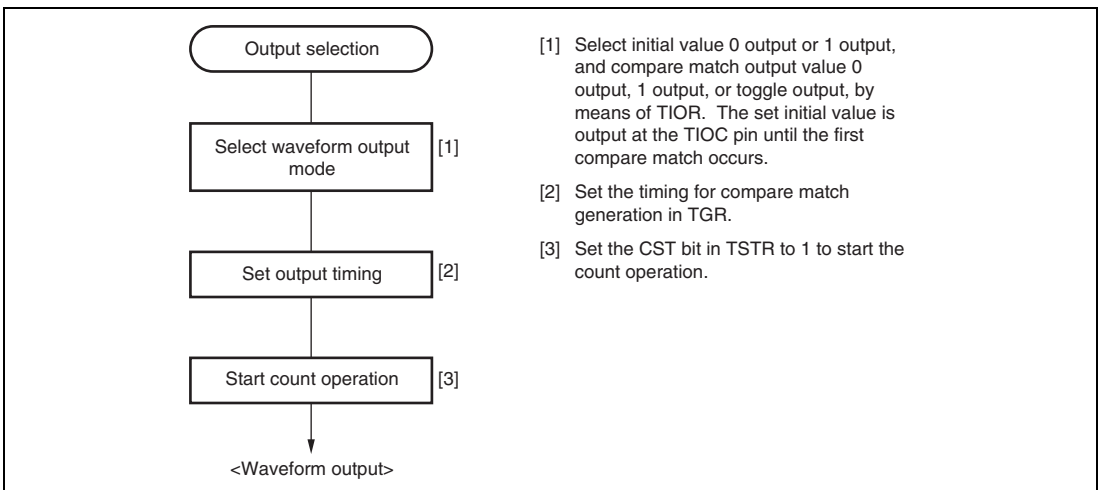 Output selection
Select waveform output
mode
[1]
Set output timing
[2]
Start count operation
[3]
<Waveform output>
[1] Select initial value 0 output or 1 output,
and compare match output value 0
output, 1 output, or toggle output, by
means of TIOR. The set initial value is
output at the TIOC pin until the first
compare match occurs.
[2] Set the timing for compare match
generation in TGR.
[3] Set the CST bit in TSTR to 1 to start the
count operation.